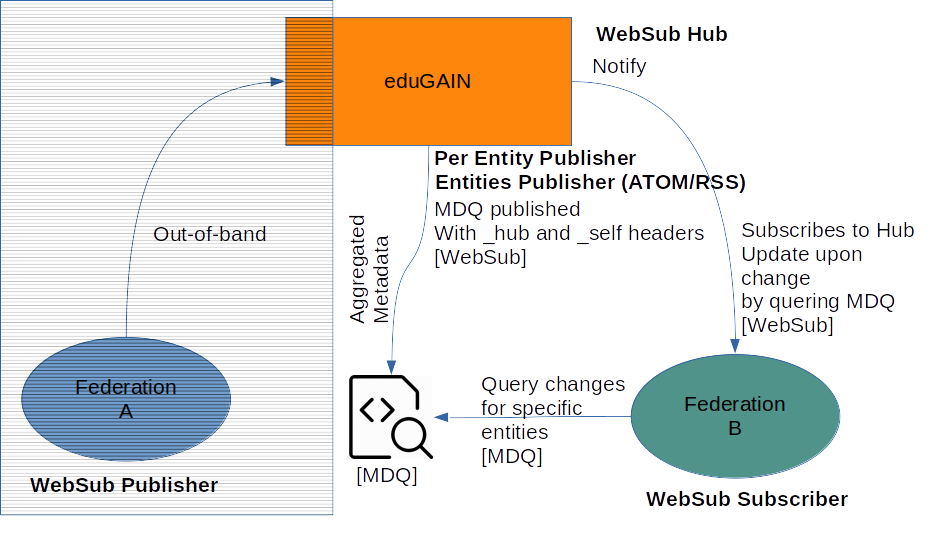 WebSub Hub
Notify
eduGAIN
Per Entity Publisher
Entities Publisher (ATOM/RSS)
MDQ published
With _hub and _self headers
[WebSub]
Out-of-band
Aggregated
Metadata
Subscribes to Hub
Update upon
change
by quering MDQ
[WebSub]
Federation
A
WebSub Publisher
[MDQ]
Query changes
for specific
entities
[MDQ]
Federation
B
WebSub Subscriber